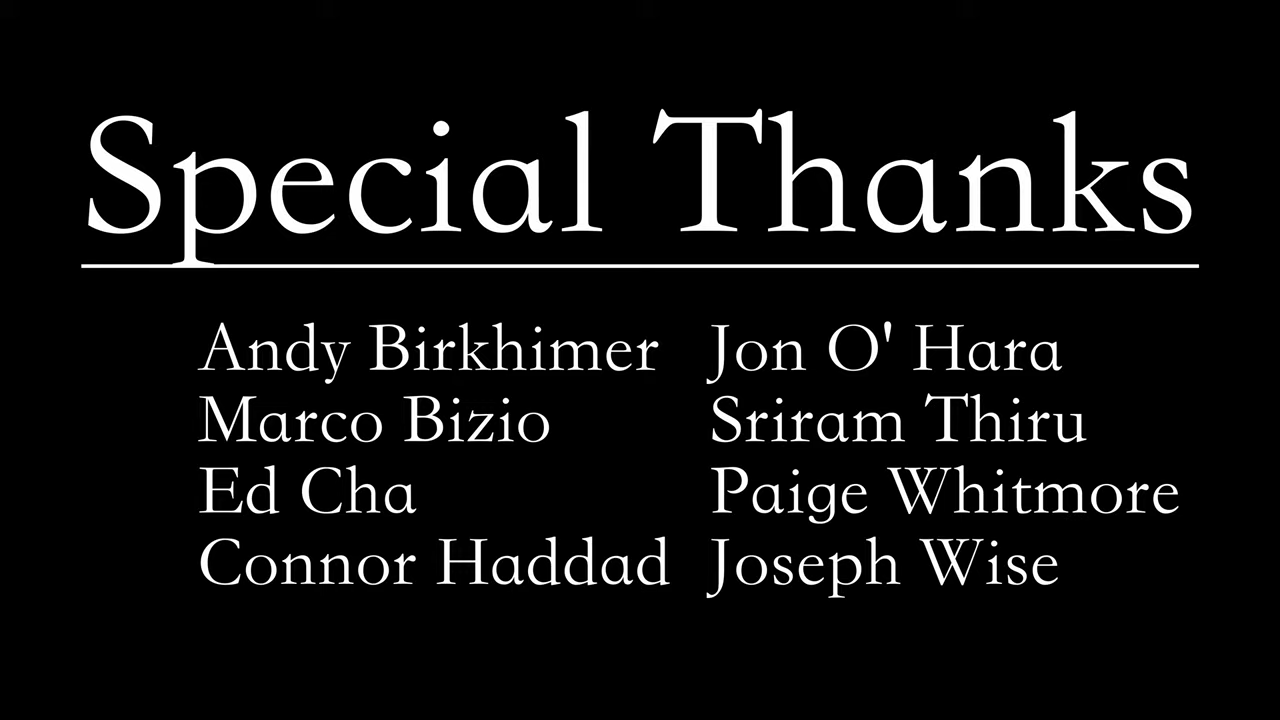 Special Thanks
Andy Birkhimer
Marco Bizio
Ed Cha
Connor Haddad
Jon O' Hara
Sriram Thiru
Paige Whitmore
Joseph Wise